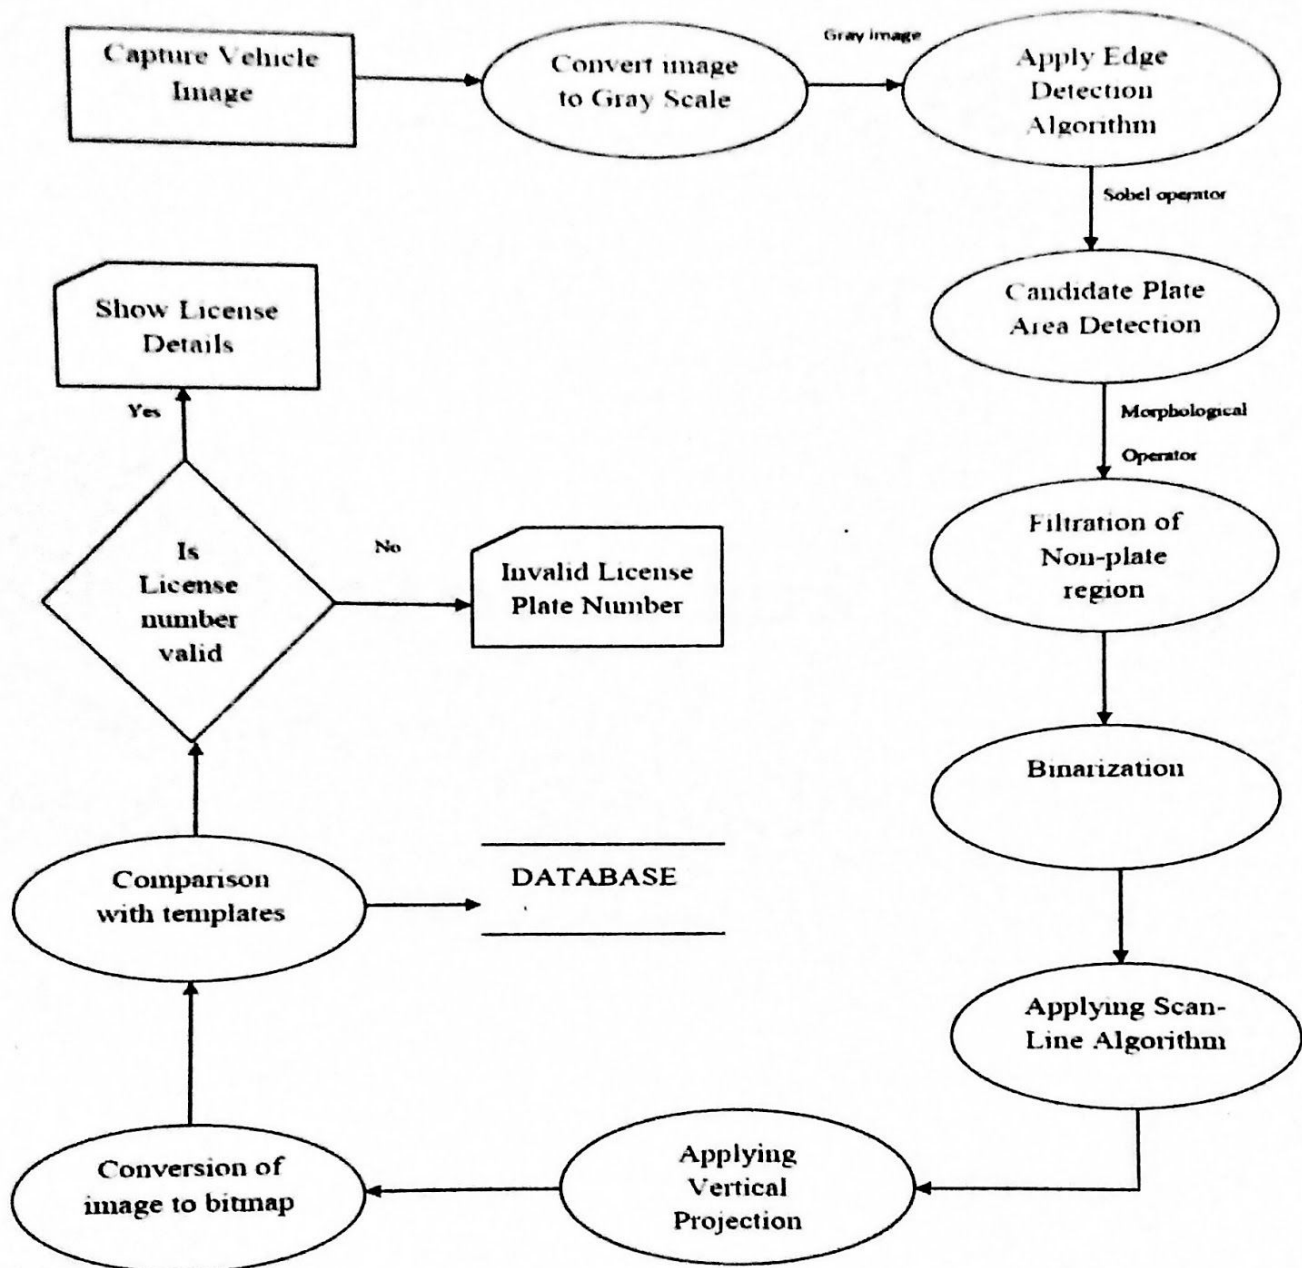 Capture Vehicle
Image
Convert image
to Gray Scale
Gray image
Apply Edge
Detection
Algorithm
Sobel operator
Candidate Plate
Area Detection
Morphological
Operator
Filtration of
Non-plate
region
Binarization
Applying Scan-
Line Algorithm
Applying
Vertical
Projection
Conversion of
image to bitmap
Comparison
with templates
DATABASE
Is
License
number
valid
No
Invalid License
Plate Number
Yes
Show License
Details